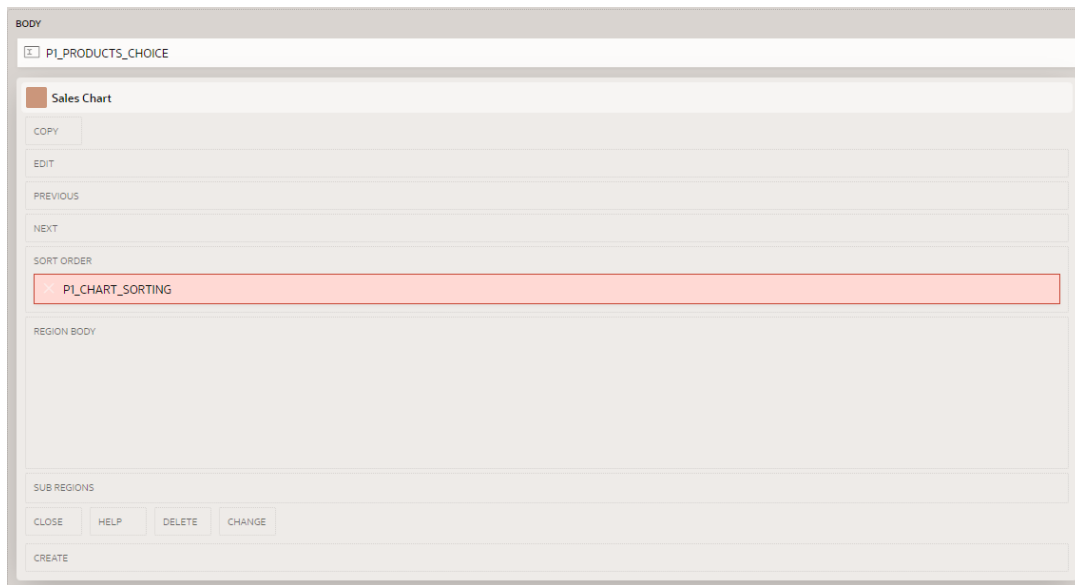 BODY
P1_PRODUCTS_CHOICE
Sales Chart
COPY
EDIT
PREVIOUS
NEXT
SORT ORDER
P1_CHART_SORTING
REGION BODY
SUB REGIONS
CLOSE HELP DELETE CHANGE
CREATE